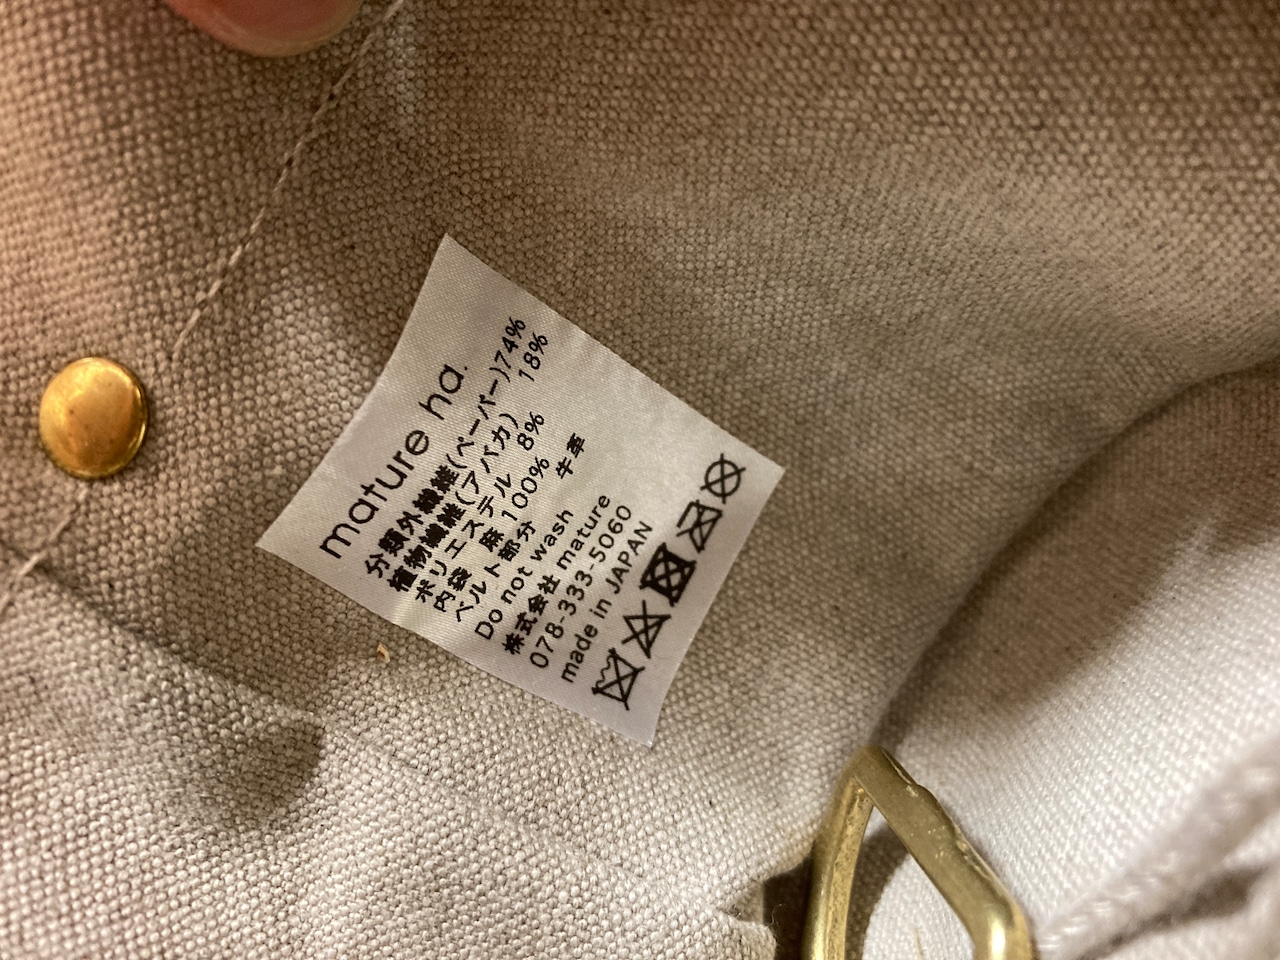 mature ha.
分類外繊維(ペーパー)74%
植物繊維(アバカ) 18%
ポリエステル 8%
内袋 麻 100%
ベルト部分 牛革
Do not wash
株式会社 mature
078-333-5060
made in JAPAN